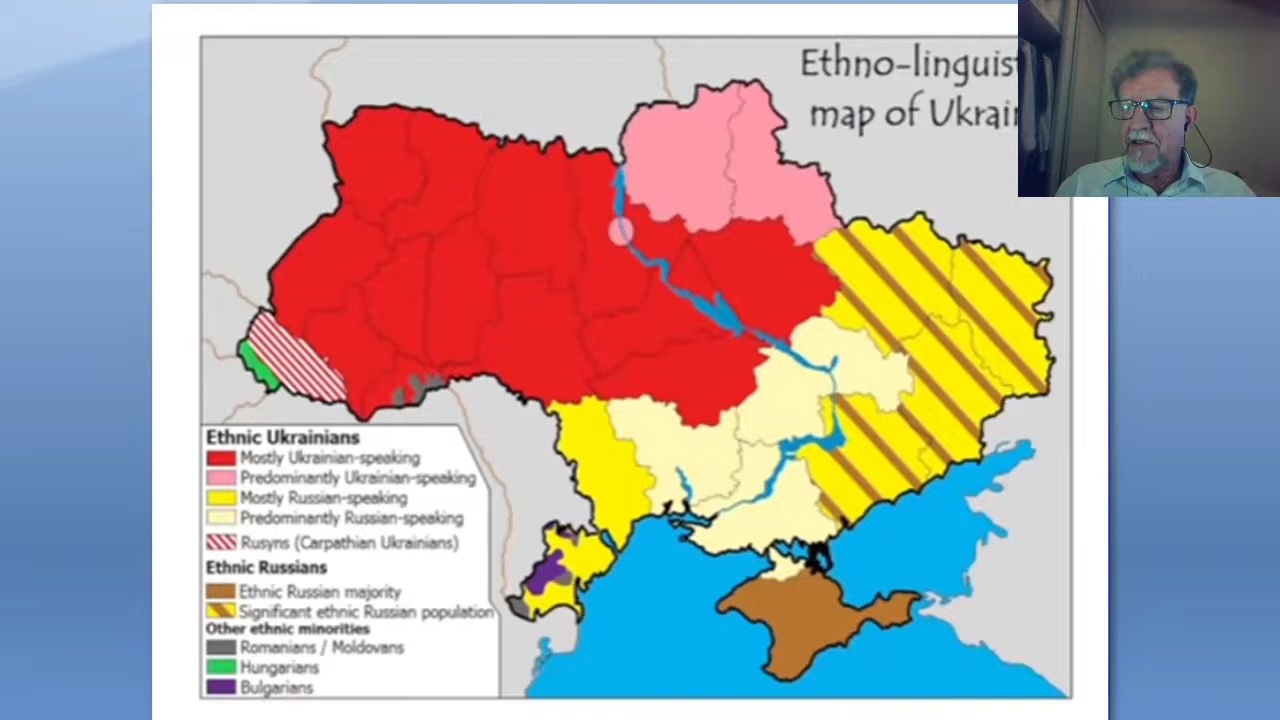 Ethno-linguist
map of Ukrain
Ethnic Ukrainians
Mostly Ukrainian-speaking
Predominantly Ukrainian-speaking
Mostly Russian-speaking
Predominantly Russian-speaking
Rusyns (Carpathian Ukrainians)
Ethnic Russians
Ethnic Russian majority
Significant ethnic Russian population
Other ethnic minorities
Romanians / Moldovans
Hungarians
Bulgarians